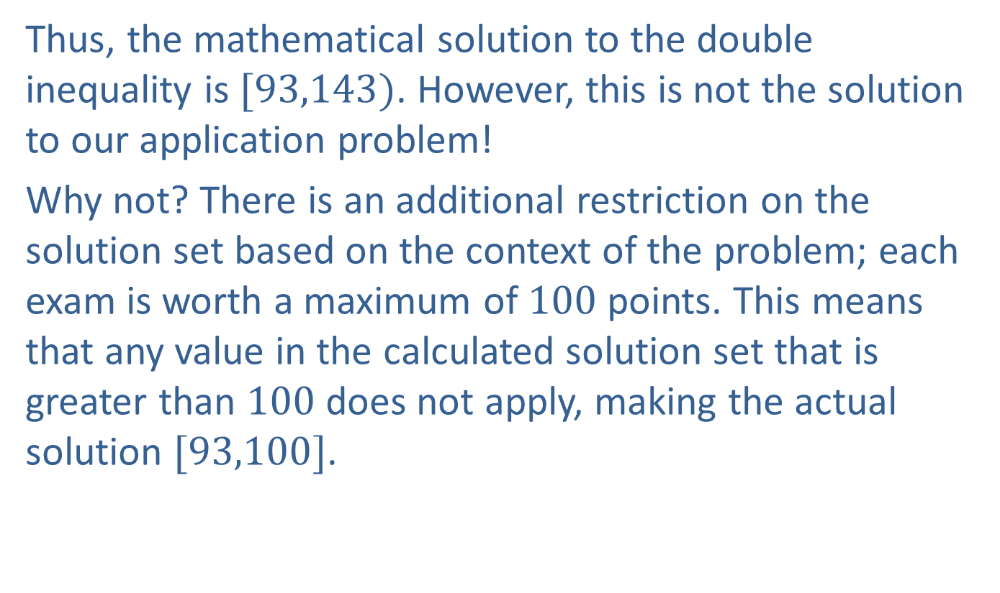 Thus, the mathematical solution to the double
inequality is [93,143). However, this is not the solution
to our application problem!
Why not? There is an additional restriction on the
solution set based on the context of the problem; each
exam is worth a maximum of 100 points. This means
that any value in the calculated solution set that is
greater than 100 does not apply, making the actual
solution [93,100].